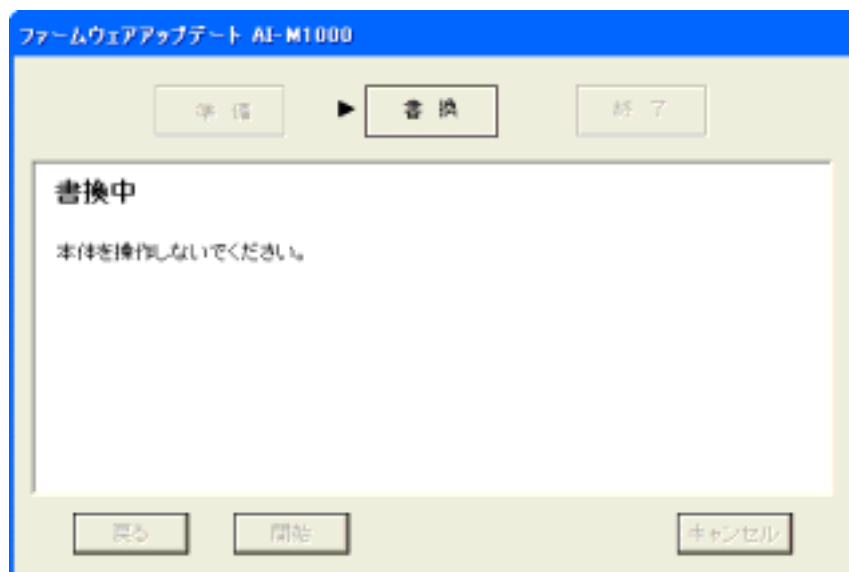 ファームウェアアップデート AI-M1000
準 備 ▶ 書 換 終 了
書換中
本体を操作しないでください。
戻る 開始 キャンセル